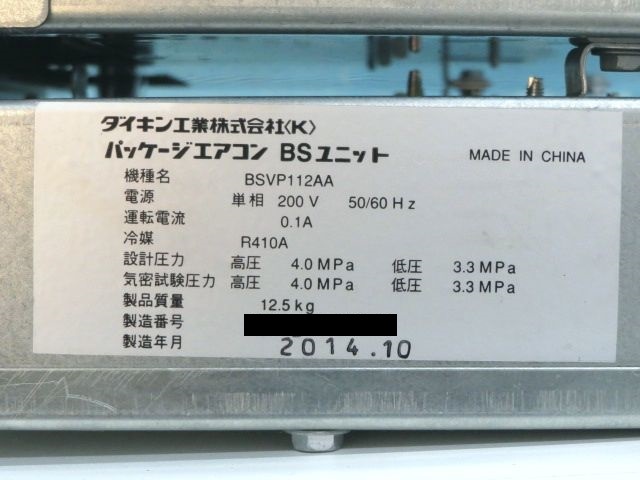 ダイキン工業株式会社〈K〉
パッケージエアコン BSユニット MADE IN CHINA
機種名 BSVP112AA
電源 単相 200 V 50/60 Hz
運転電流 0.1A
冷媒 R410A
設計圧力 高圧 4.0 MPa 低圧 3.3 MPa
気密試験圧力 高圧 4.0 MPa 低圧 3.3 MPa
製品質量 12.5 kg
製造番号
製造年月 2014.10